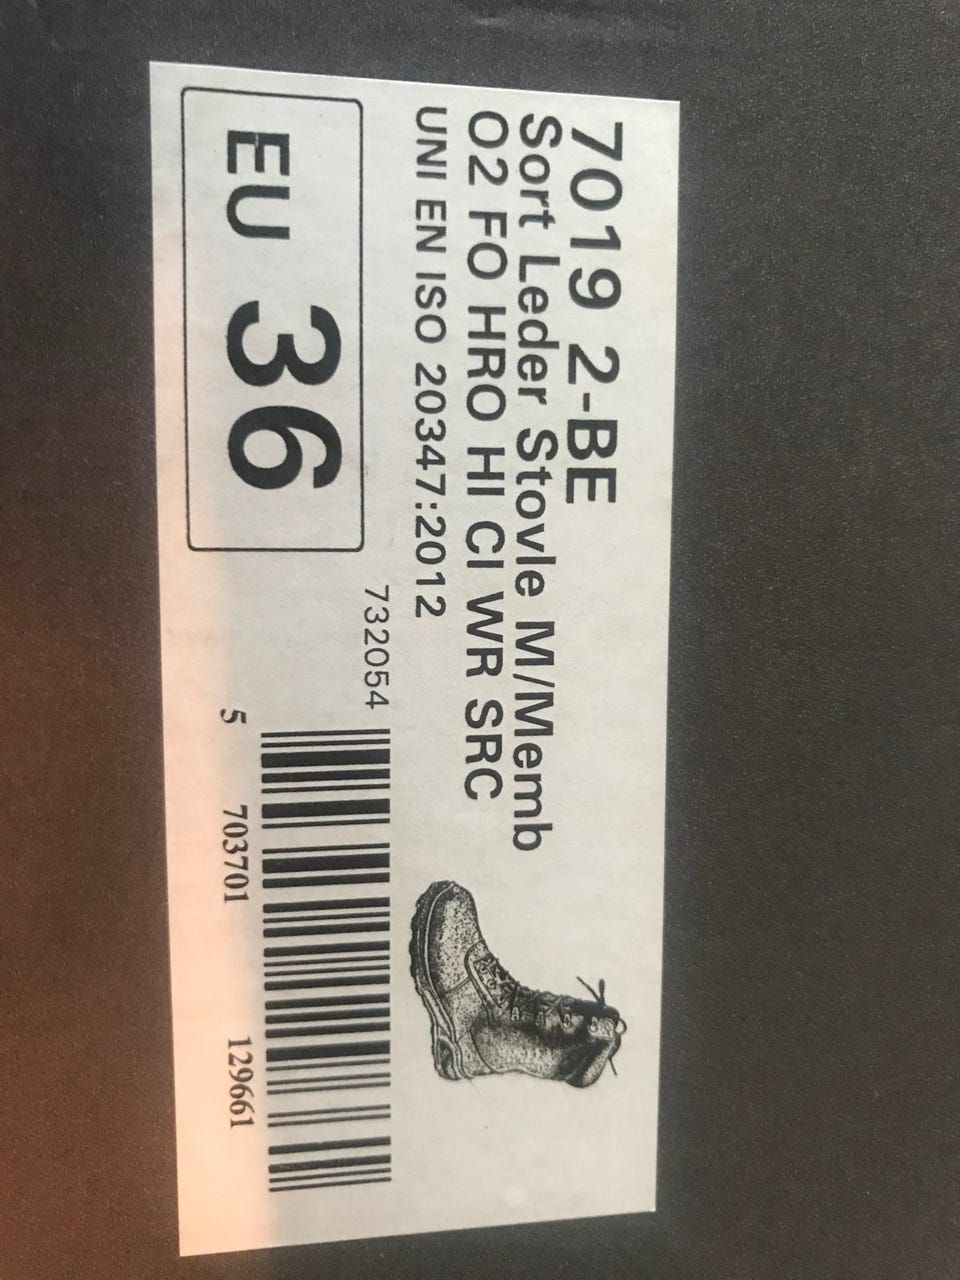 7019 2-BE
Sort Leder Stovle M/Memb
O2 FO HRO HI CI WR SRC
UNI EN ISO 20347:2012
732054
EU 36
5 703701 129661